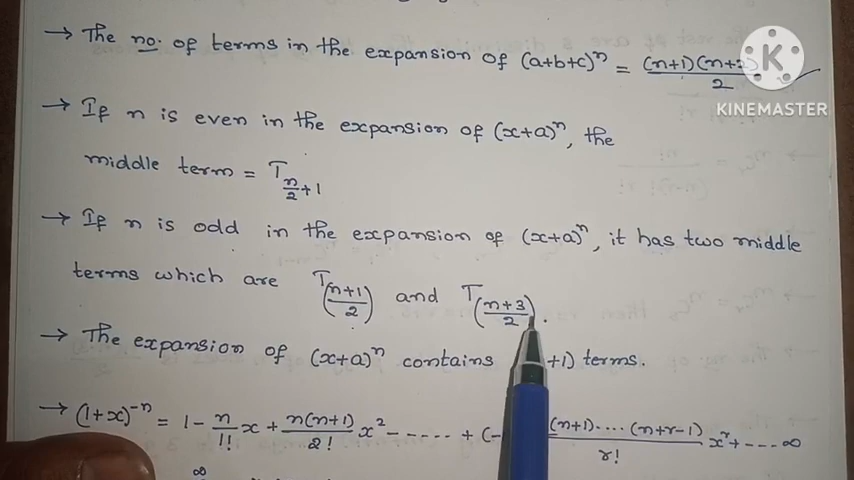 → The no. of terms in the expansion of (a+b+c)ⁿ = (n+1)(n+2)/2
K
KINEMASTER
→ If n is even in the expansion of (x+a)ⁿ, the
middle term = T_(n/2+1)
→ If n is odd in the expansion of (x+a)ⁿ, it has two middle
terms which are T_((n+1)/2) and T_((n+3)/2).
→ The expansion of (x+a)ⁿ contains +1) terms.
→ (1+x)⁻ⁿ = 1 - n/1! x + n(n+1)/2! x² - ..... + (- (n+1)....(n+r-1)/r! xʳ + ---- ∞
∞